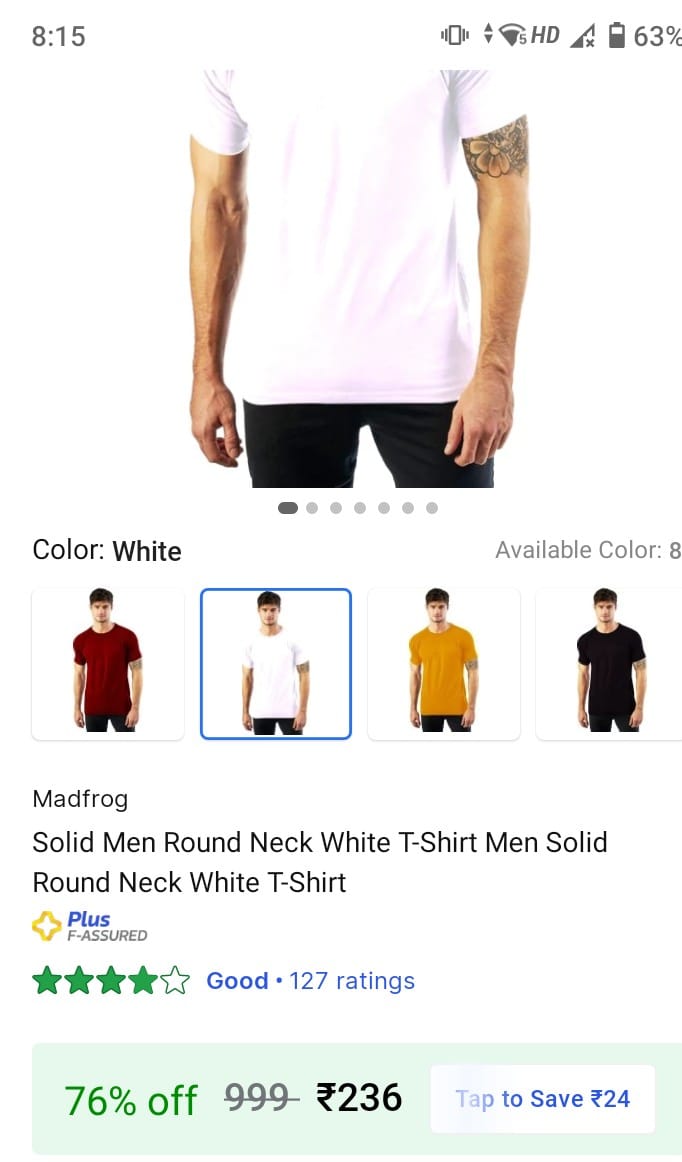 8:15 5 HD 63%
Color: White Available Color: 8
Madfrog
Solid Men Round Neck White T-Shirt Men Solid
Round Neck White T-Shirt
Plus
F-ASSURED
Good • 127 ratings
76% off 999 ₹236 Tap to Save ₹24